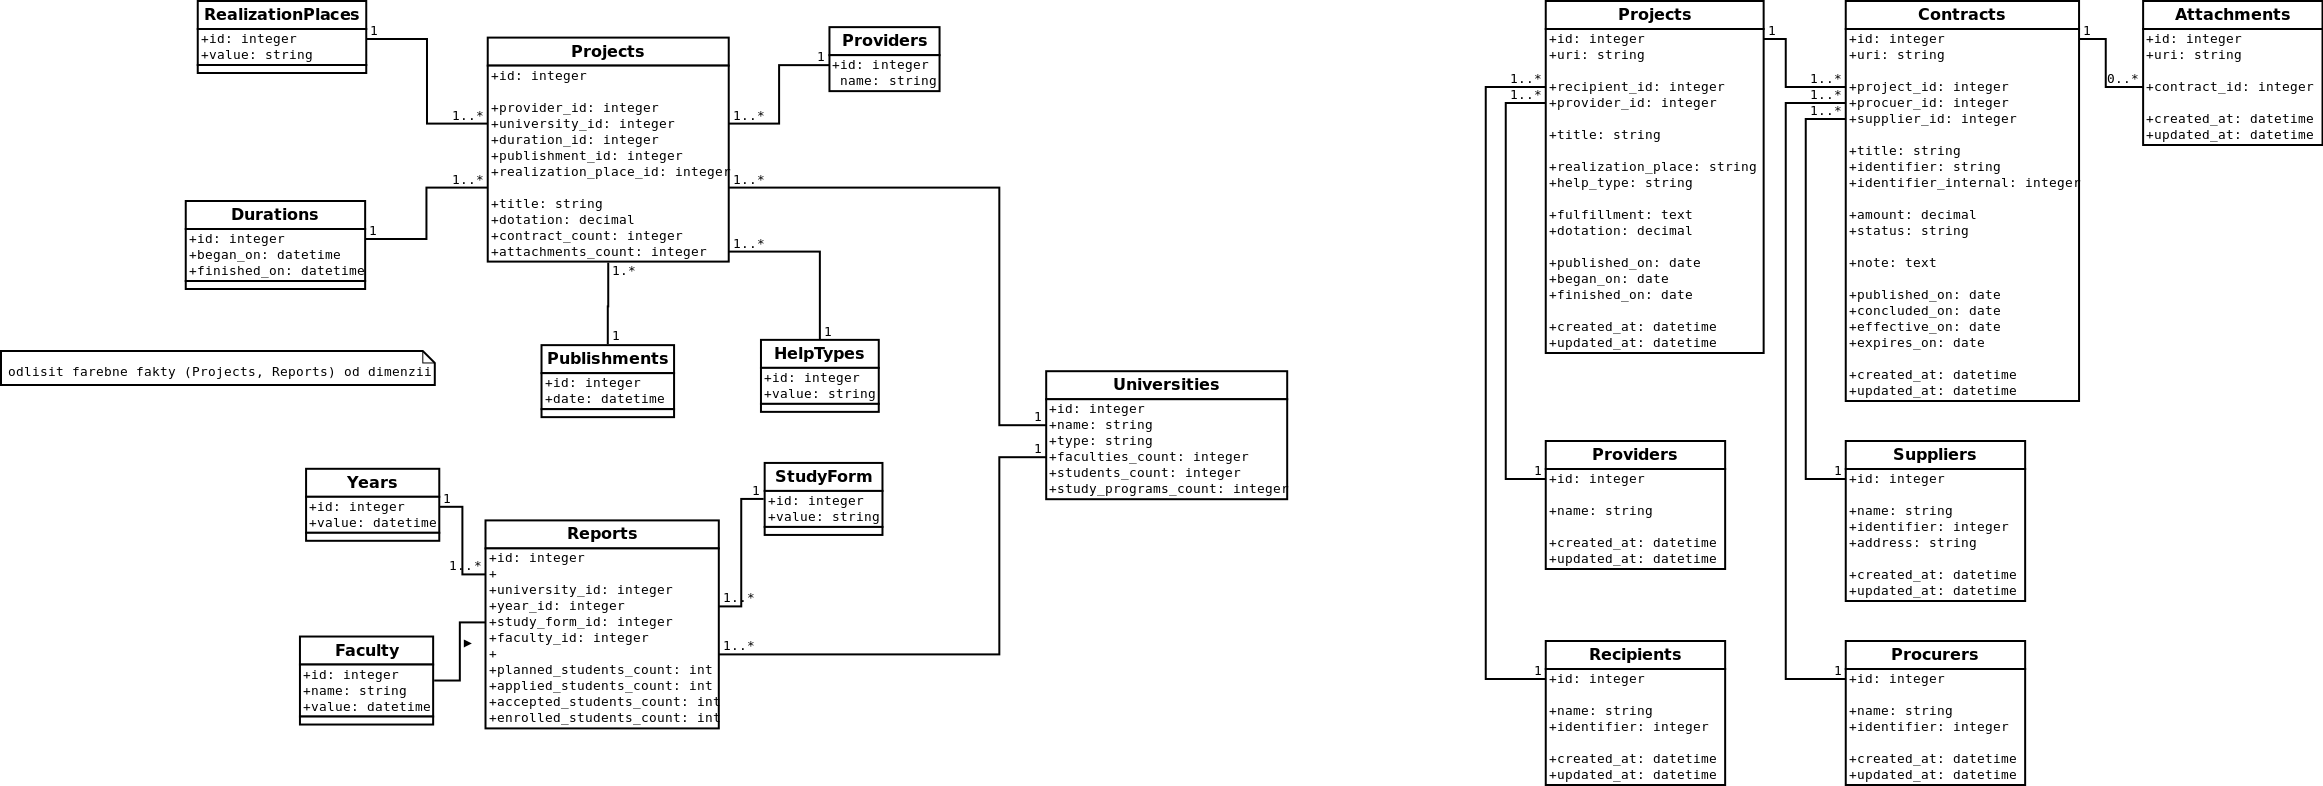 RealizationPlaces
+id: integer
+value: string
1
1..*
Projects
+id: integer
+provider_id: integer
+university_id: integer
+duration_id: integer
+publishment_id: integer
+realization_place_id: integer
+title: string
+dotation: decimal
+contract_count: integer
+attachments_count: integer
Providers
+id: integer
name: string
1
1..*
Durations
+id: integer
+began_on: datetime
+finished_on: datetime
1
1..*
1..*
1..*
1.*
1
1
Publishments
+id: integer
+date: datetime
HelpTypes
+id: integer
+value: string
odlisit farebne fakty (Projects, Reports) od dimenzii
Universities
+id: integer
+name: string
+type: string
+faculties_count: integer
+students_count: integer
+study_programs_count: integer
1
1
Years
+id: integer
+value: datetime
1
1..*
StudyForm
+id: integer
+value: string
1
1..*
Reports
+id: integer
+
+university_id: integer
+year_id: integer
+study_form_id: integer
+faculty_id: integer
+
+planned_students_count: int
+applied_students_count: int
+accepted_students_count: int
+enrolled_students_count: int
1..*
Faculty
+id: integer
+name: string
+value: datetime
Projects
+id: integer
+uri: string
+recipient_id: integer
+provider_id: integer
+title: string
+realization_place: string
+help_type: string
+fulfillment: text
+dotation: decimal
+published_on: date
+began_on: date
+finished_on: date
+created_at: datetime
+updated_at: datetime
1
1..*
1..*
Contracts
+id: integer
+uri: string
+project_id: integer
+procuer_id: integer
+supplier_id: integer
+title: string
+identifier: string
+identifier_internal: integer
+amount: decimal
+status: string
+note: text
+published_on: date
+concluded_on: date
+effective_on: date
+expires_on: date
+created_at: datetime
+updated_at: datetime
1..*
1..*
1..*
1
0..*
Attachments
+id: integer
+uri: string
+contract_id: integer
+created_at: datetime
+updated_at: datetime
Providers
+id: integer
+name: string
+created_at: datetime
+updated_at: datetime
1
Suppliers
+id: integer
+name: string
+identifier: integer
+address: string
+created_at: datetime
+updated_at: datetime
1
Recipients
+id: integer
+name: string
+identifier: integer
+created_at: datetime
+updated_at: datetime
1
Procurers
+id: integer
+name: string
+identifier: integer
+created_at: datetime
+updated_at: datetime
1